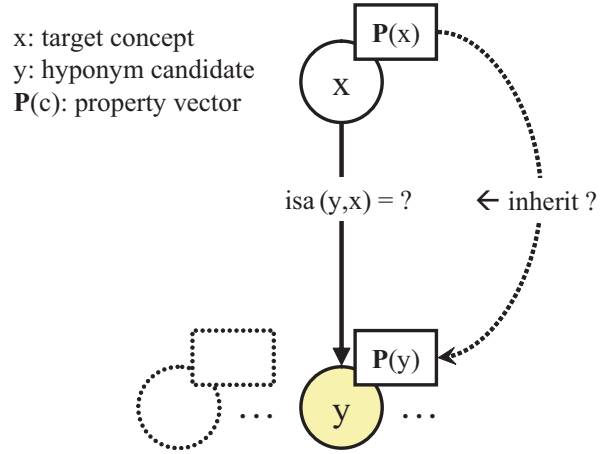 x: target concept
y: hyponym candidate
P(c): property vector
P(x)
x
isa (y,x) = ?
← inherit ?
P(y)
y
... ...